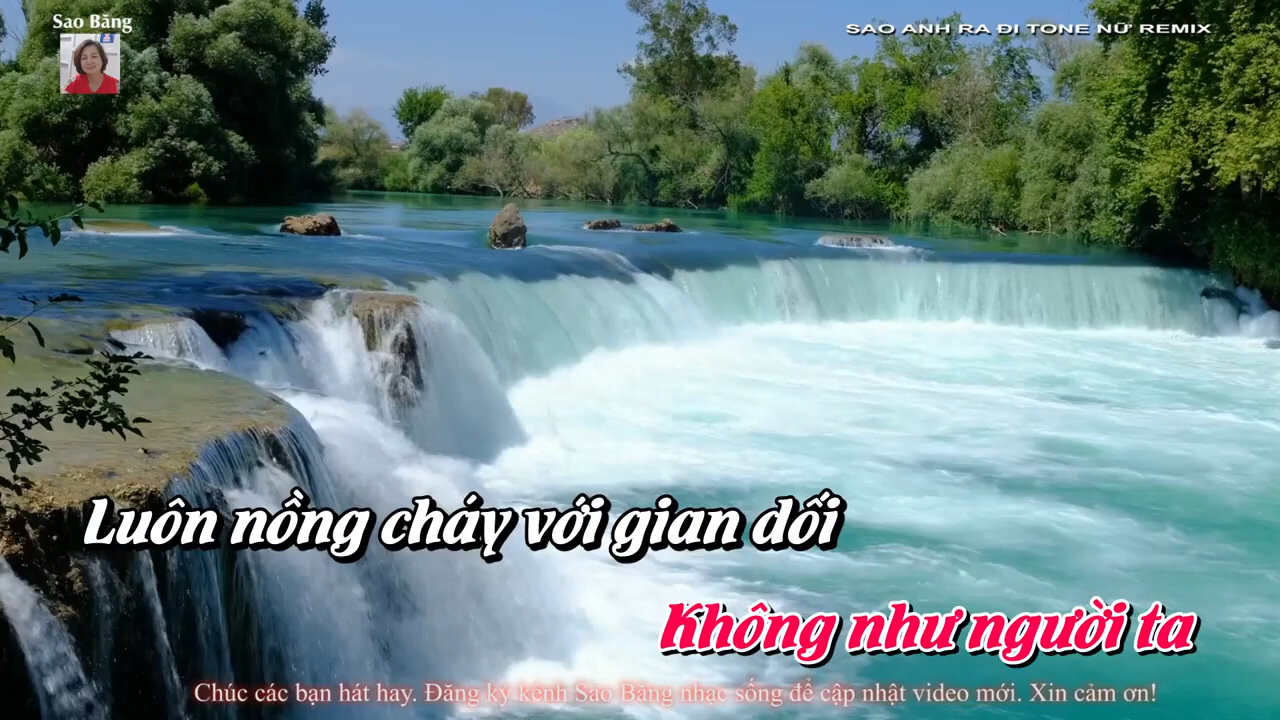 Sao Băng
SAO ANH RA ĐI TONE NỮ REMIX
Luôn nồng cháy với gian dối
Không như người ta
Chúc các bạn hát hay. Đăng ký kênh Sao Băng nhạc sống để cập nhật video mới. Xin cảm ơn!